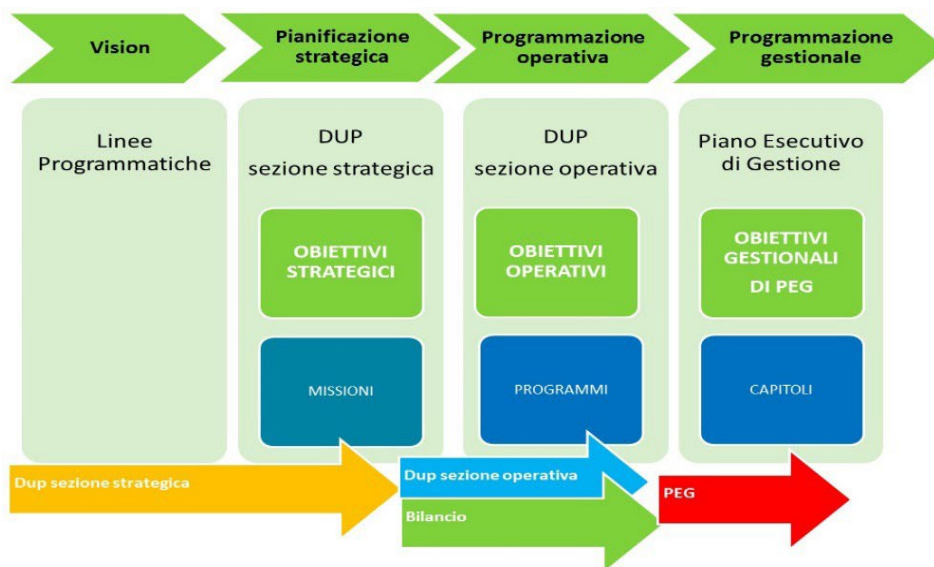 Vision
Pianificazione
strategica
Programmazione
operativa
Programmazione
gestionale
Linee
Programmatiche
DUP
sezione strategica
DUP
sezione operativa
Piano Esecutivo
di Gestione
OBIETTIVI
STRATEGICI
OBIETTIVI
OPERATIVI
OBIETTIVI
GESTIONALI
DI PEG
MISSIONI
PROGRAMMI
CAPITOLI
Dup sezione strategica
Dup sezione operativa
Bilancio
PEG